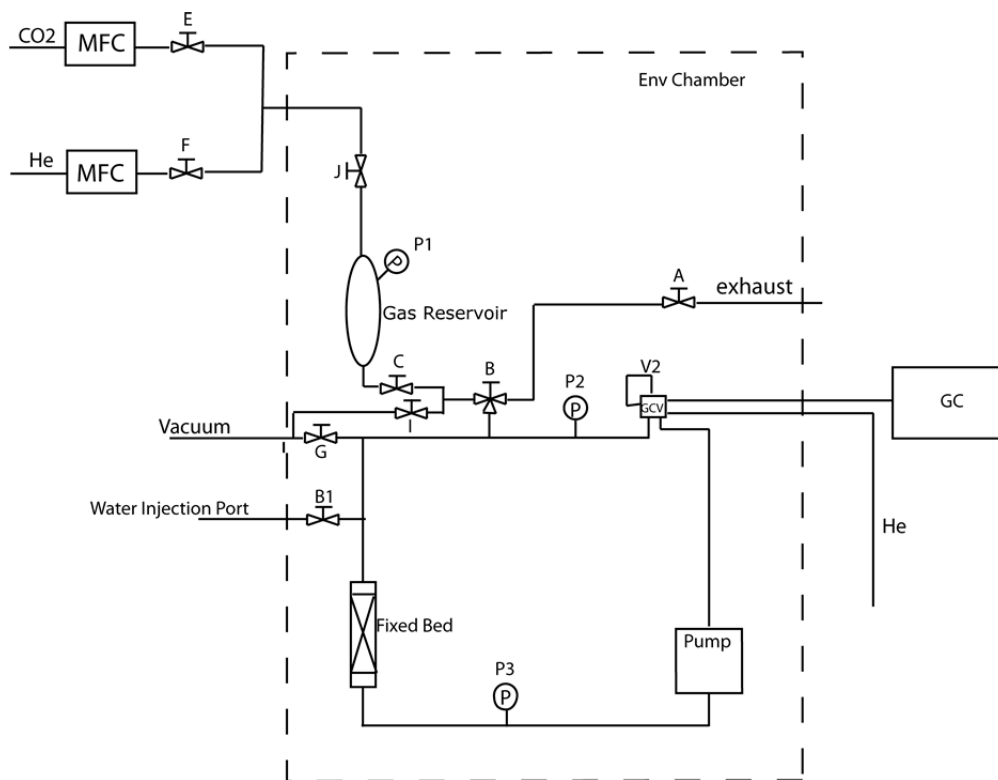 CO2
MFC
E
Env Chamber
He
MFC
F
J
P1
Gas Reservoir
A
exhaust
C
B
P2
P
V2
GCV
GC
I
Vacuum
G
Water Injection Port
B1
He
Fixed Bed
Pump
P3
P
P